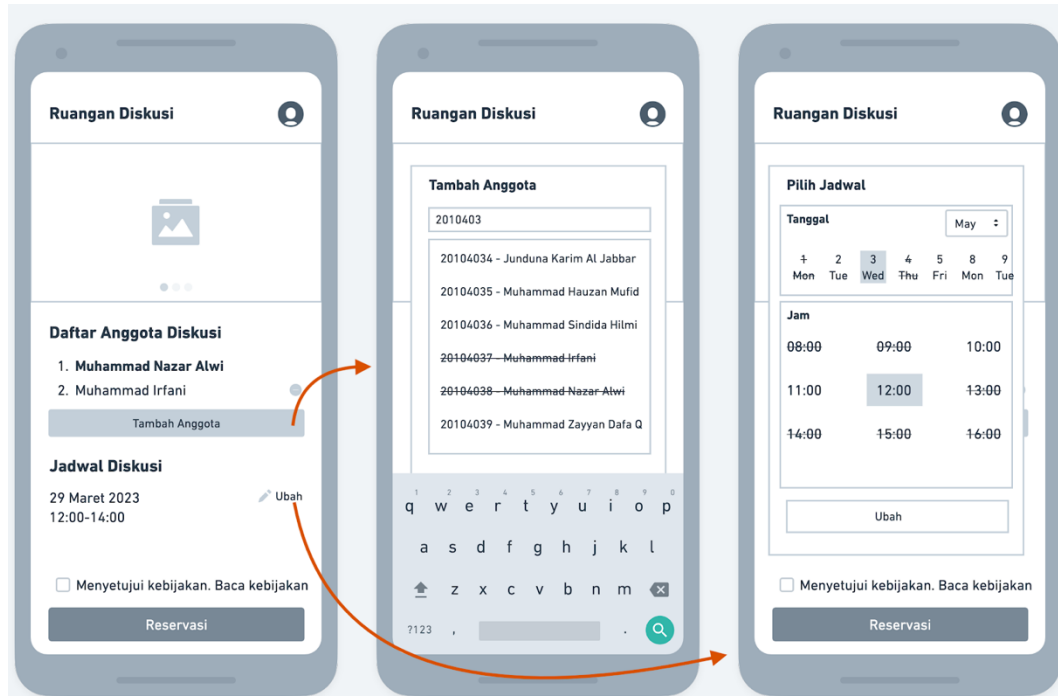 Ruangan Diskusi
Daftar Anggota Diskusi
1. Muhammad Nazar Alwi
2. Muhammad Irfani
Tambah Anggota
Jadwal Diskusi
29 Maret 2023
Ubah
12:00-14:00
Menyetujui kebijakan. Baca kebijakan
Reservasi
Ruangan Diskusi
Tambah Anggota
2010403
20104034 - Junduna Karim Al Jabbar
20104035 - Muhammad Hauzan Mufid
20104036 - Muhammad Sindida Hilmi
20104037 - Muhammad Irfani
20104038 - Muhammad Nazar Alwi
20104039 - Muhammad Zayyan Dafa Q
1 2 3 4 5 6 7 8 9 0
q w e r t y u i o p
a s d f g h j k l
z x c v b n m
?123 , .
Ruangan Diskusi
Pilih Jadwal
Tanggal
May
1 2 3 4 5 8 9
Mon Tue Wed Thu Fri Mon Tue
Jam
08:00 09:00 10:00
11:00 12:00 13:00
14:00 15:00 16:00
Ubah
Menyetujui kebijakan. Baca kebijakan
Reservasi